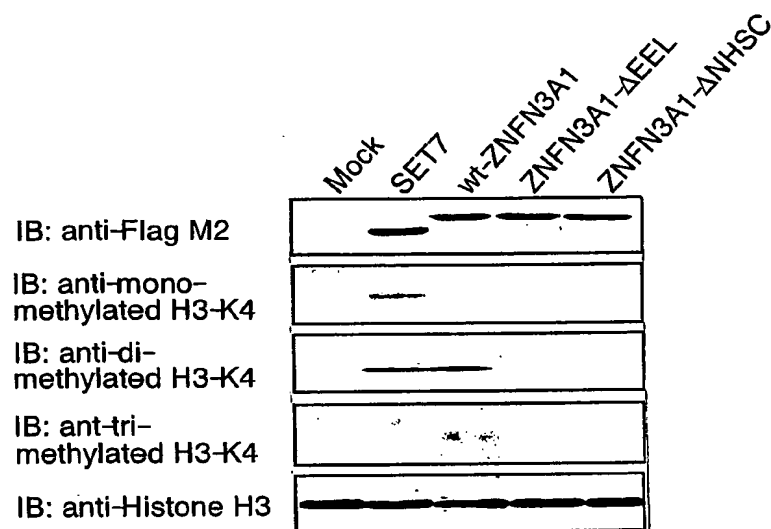 Mock
SET7
wt-ZNFN3A1
ZNFN3A1-ΔEEL
ZNFN3A1-ΔNHSC
IB: anti-Flag M2
IB: anti-mono-
methylated H3-K4
IB: anti-di-
methylated H3-K4
IB: ant-tri-
methylated H3-K4
IB: anti-Histone H3